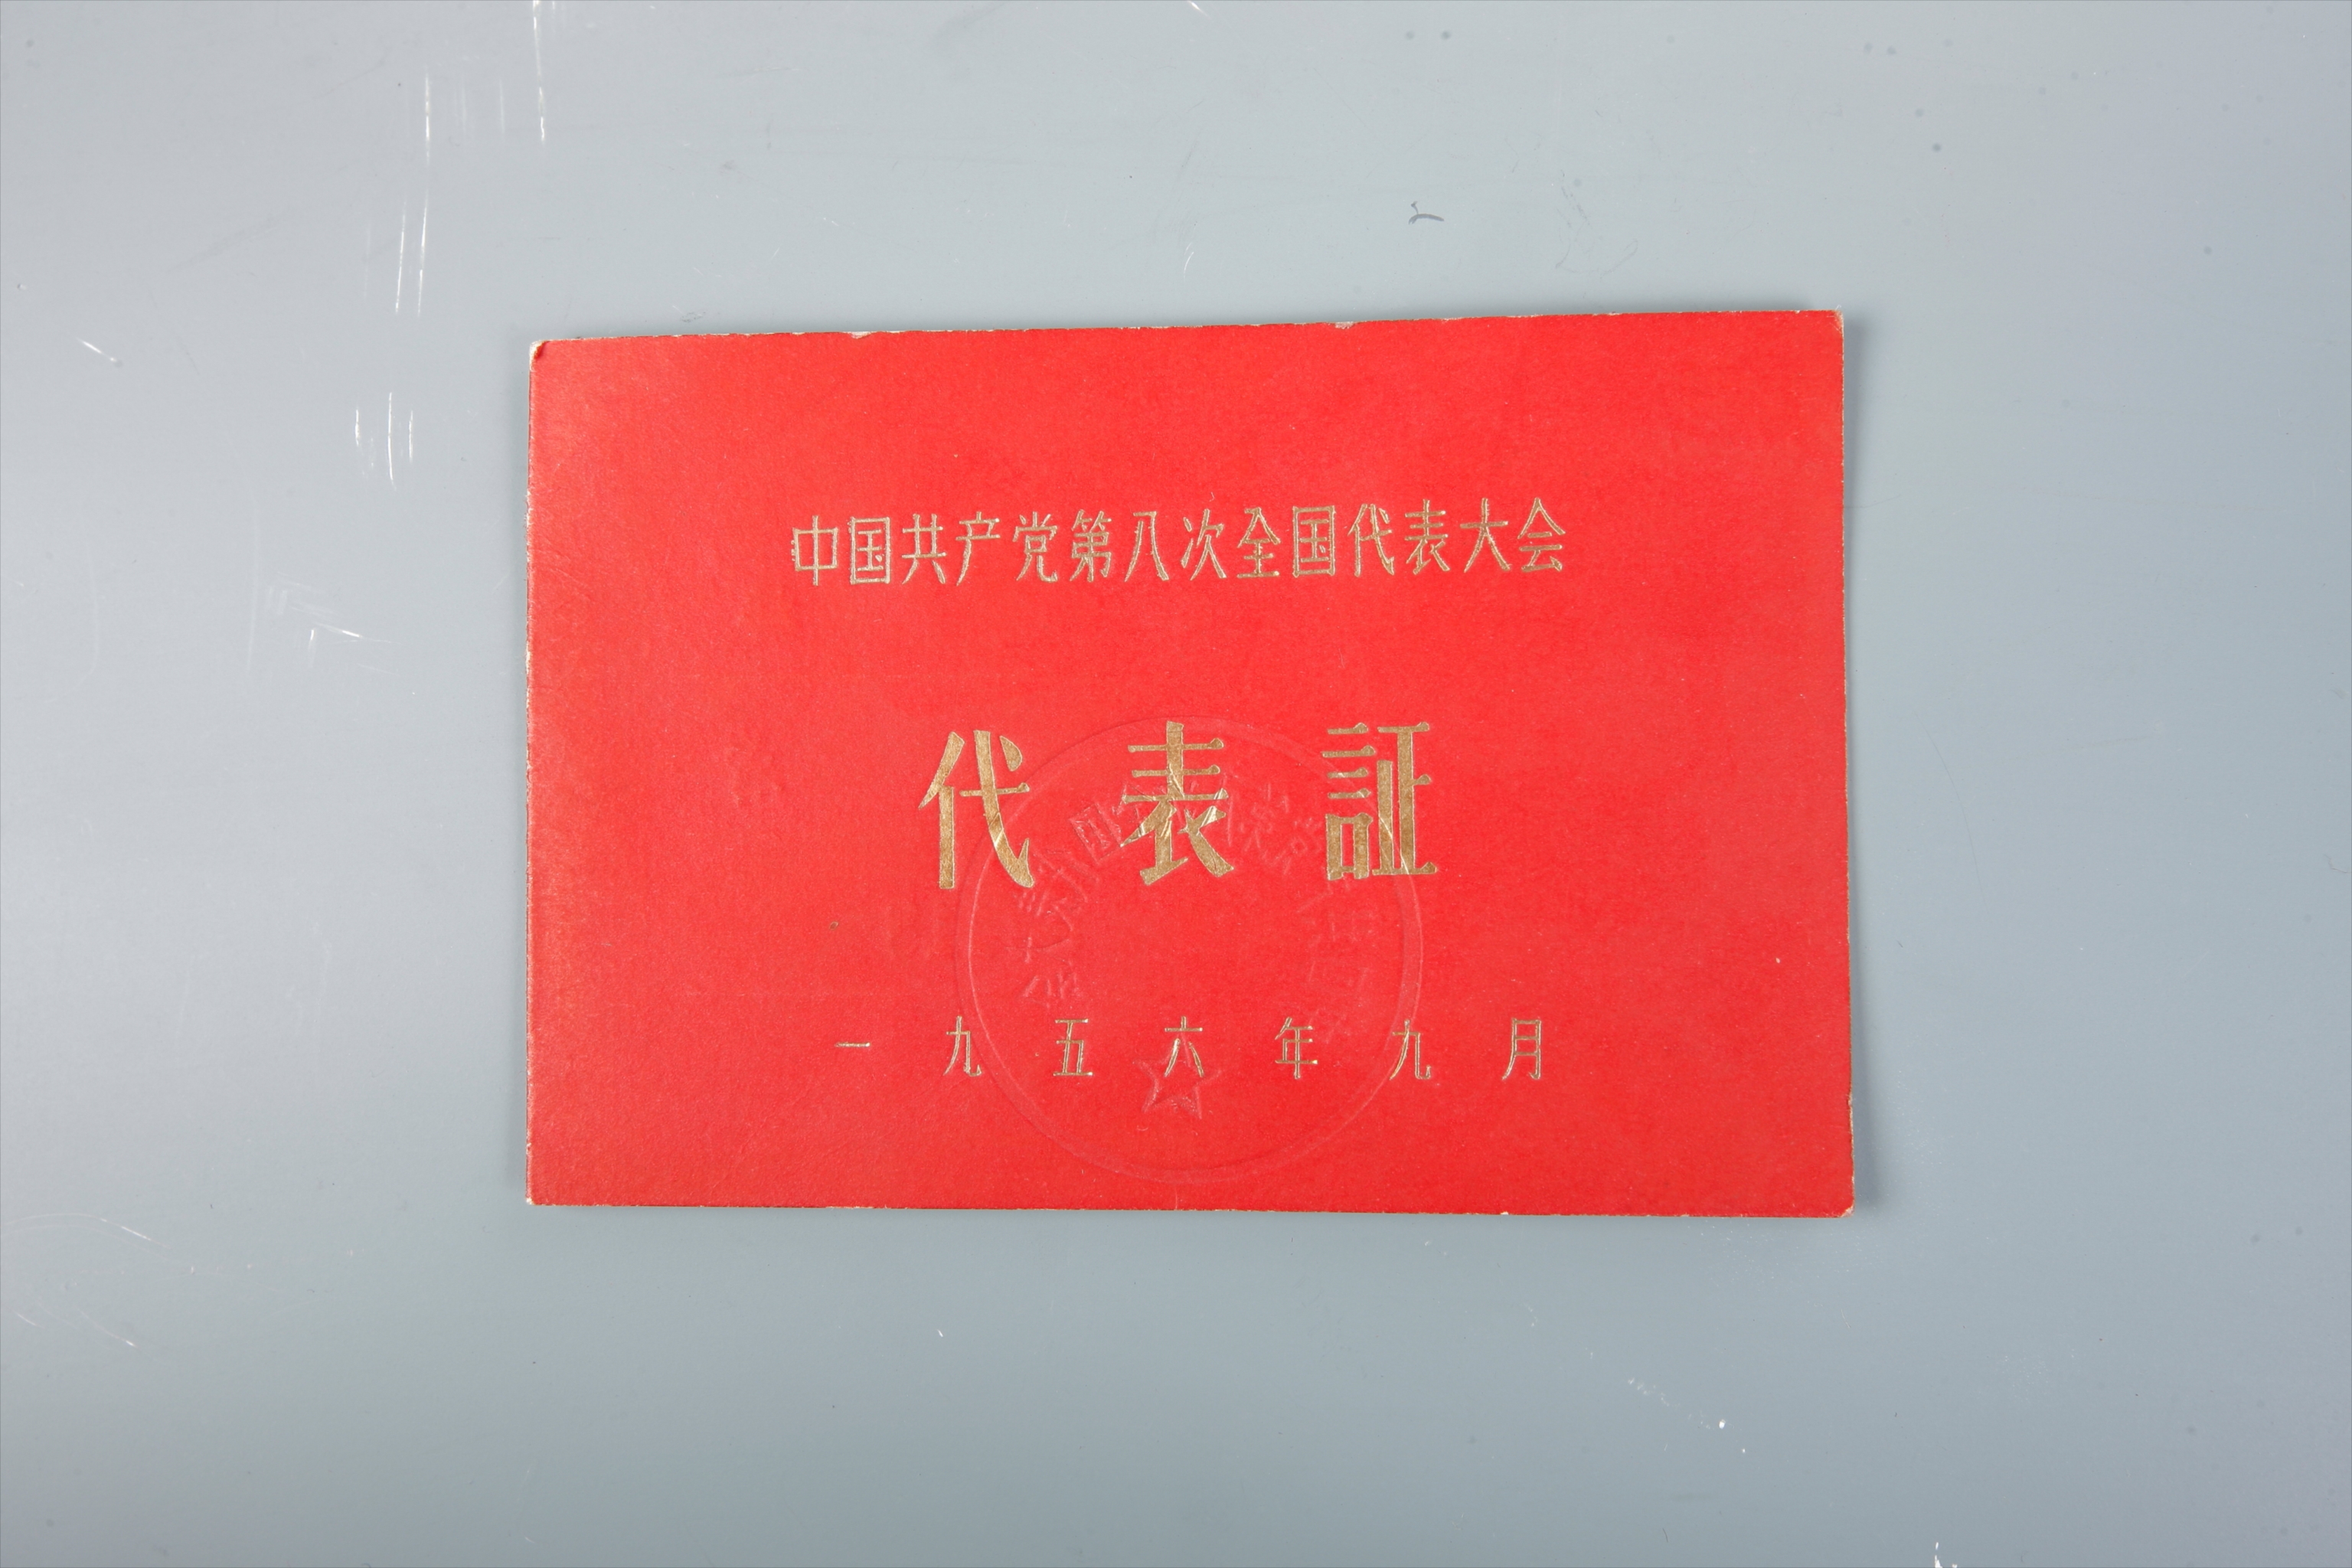 中国共产党第八次全国代表大会
代表証
一九五六年九月